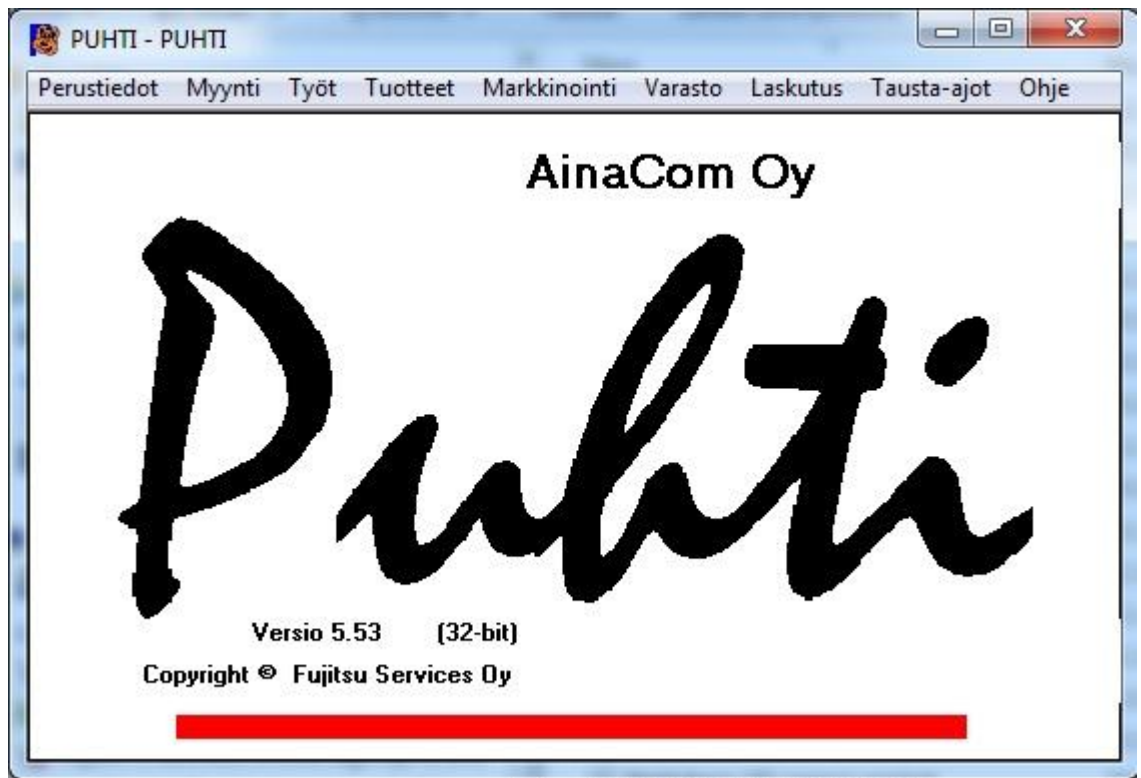 PUHTI - PUHTI
Perustiedot Myynti Työt Tuotteet Markkinointi Varasto Laskutus Tausta-ajot Ohje
AinaCom Oy
Puhti
Versio 5.53 (32-bit)
Copyright © Fujitsu Services Oy